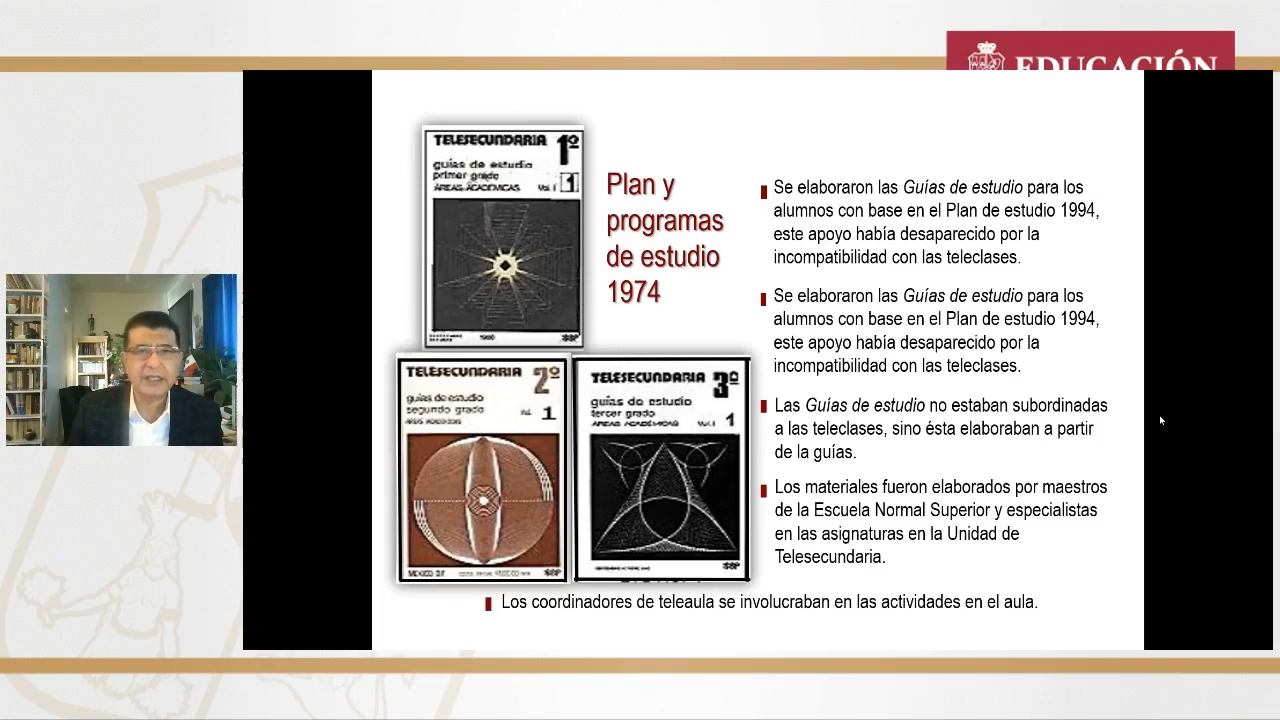 EDUCACIÓN
TELESECUNDARIA 1º
guías de estudio
primer grado
ÁREAS ACADÉMICAS Vol. I 1
1980
SEP
Plan y
programas
de estudio
1974
TELESECUNDARIA 2º
guías de estudio
segundo grado
1
MEXICO D.F.
SEP
TELESECUNDARIA 3º
guías de estudio
tercer grado
ÁREAS ACADÉMICAS Vol. I 1
SEP
Se elaboraron las Guías de estudio para los
alumnos con base en el Plan de estudio 1994,
este apoyo había desaparecido por la
incompatibilidad con las teleclases.
Se elaboraron las Guías de estudio para los
alumnos con base en el Plan de estudio 1994,
este apoyo había desaparecido por la
incompatibilidad con las teleclases.
Las Guías de estudio no estaban subordinadas
a las teleclases, sino ésta elaboraban a partir
de la guías.
Los materiales fueron elaborados por maestros
de la Escuela Normal Superior y especialistas
en las asignaturas en la Unidad de
Telesecundaria.
Los coordinadores de teleaula se involucraban en las actividades en el aula.